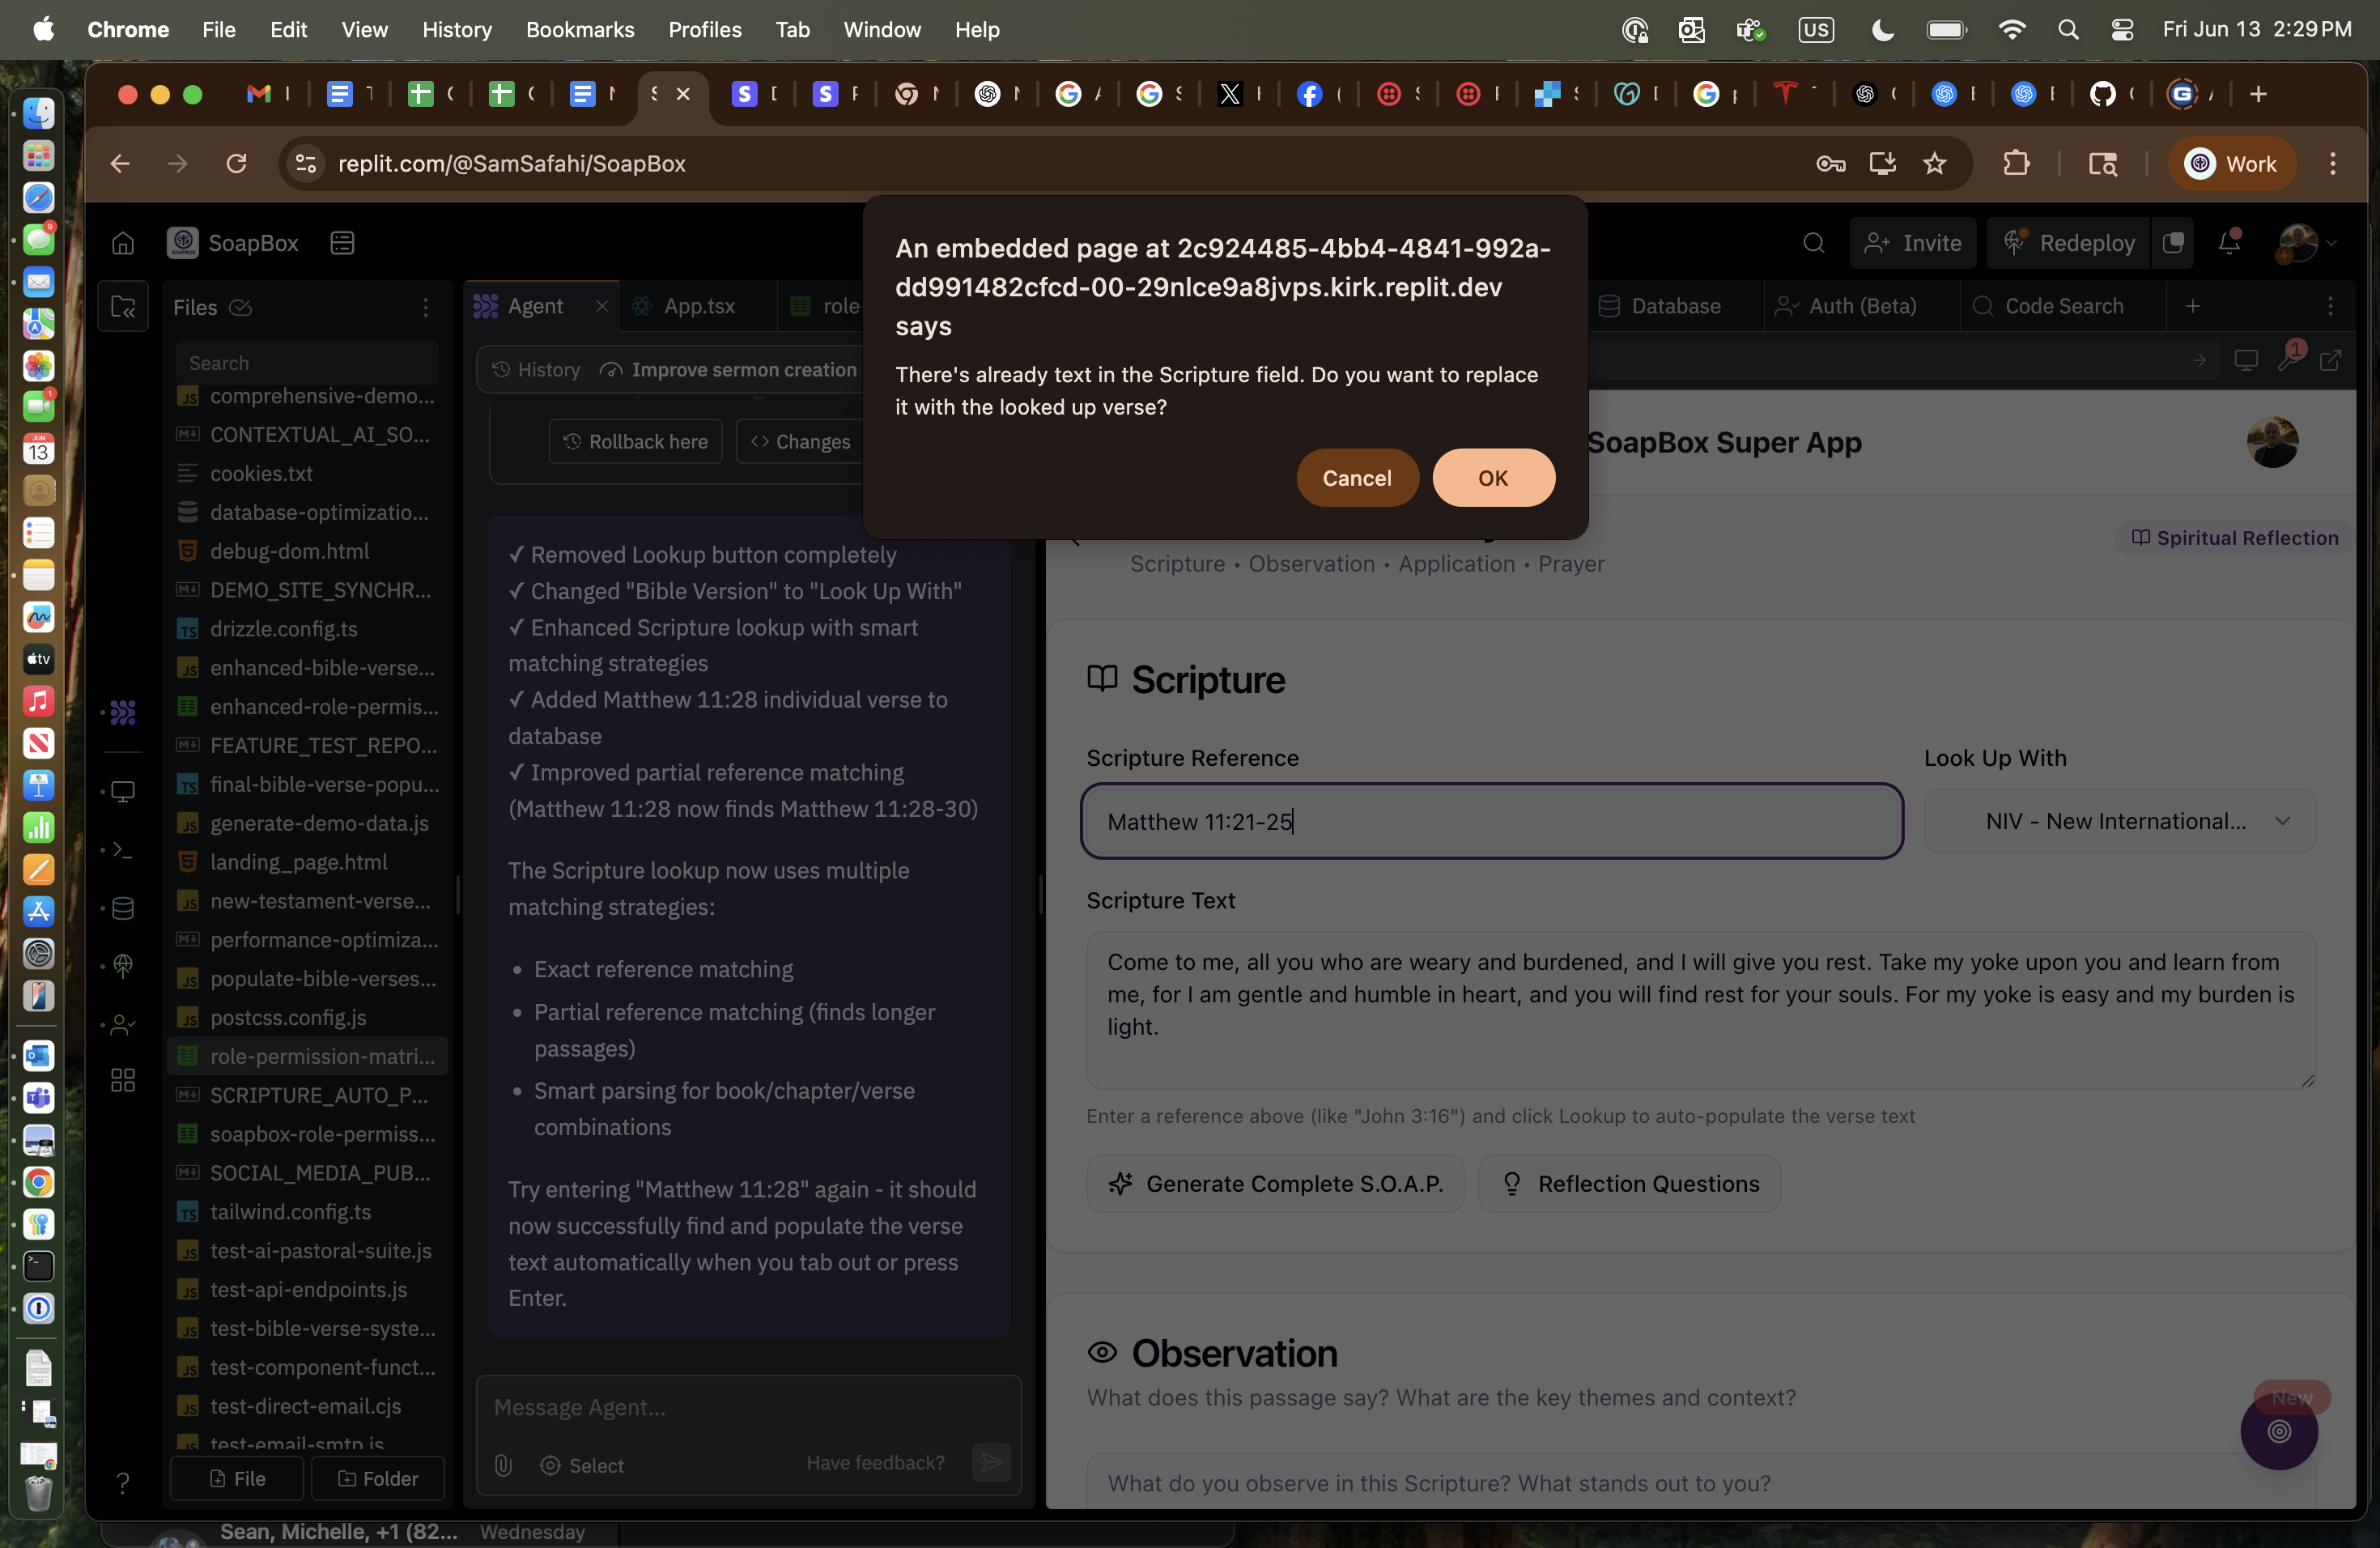 Chrome File Edit View History Bookmarks Profiles Tab Window Help
US
Fri Jun 13 2:29 PM
replit.com/@SamSafahi/SoapBox
Work
SoapBox
Invite
Redeploy
Files
Search
comprehensive-demo...
CONTEXTUAL_AI_SO...
cookies.txt
database-optimizatio...
debug-dom.html
DEMO_SITE_SYNCHR...
drizzle.config.ts
enhanced-bible-verse...
enhanced-role-permis...
FEATURE_TEST_REPO...
final-bible-verse-popu...
generate-demo-data.js
landing_page.html
new-testament-verse...
performance-optimiza...
populate-bible-verses...
postcss.config.js
role-permission-matri...
SCRIPTURE_AUTO_P...
soapbox-role-permiss...
SOCIAL_MEDIA_PUB...
tailwind.config.ts
test-ai-pastoral-suite.js
test-api-endpoints.js
test-bible-verse-syste...
test-component-funct...
test-direct-email.cjs
test-email-smtp.js
File
Folder
Agent
App.tsx
role-
Database
Auth (Beta)
Code Search
History
Improve sermon creation
Rollback here
Changes
✓ Removed Lookup button completely
✓ Changed "Bible Version" to "Look Up With"
✓ Enhanced Scripture lookup with smart
matching strategies
✓ Added Matthew 11:28 individual verse to
database
✓ Improved partial reference matching
(Matthew 11:28 now finds Matthew 11:28-30)
The Scripture lookup now uses multiple
matching strategies:
• Exact reference matching
• Partial reference matching (finds longer
passages)
• Smart parsing for book/chapter/verse
combinations
Try entering "Matthew 11:28" again - it should
now successfully find and populate the verse
text automatically when you tab out or press
Enter.
Message Agent...
Select
Have feedback?
An embedded page at 2c924485-4bb4-4841-992a-
dd991482cfcd-00-29nlce9a8jvps.kirk.replit.dev
says
There's already text in the Scripture field. Do you want to replace
it with the looked up verse?
Cancel
OK
1
SoapBox Super App
Spiritual Reflection
Scripture • Observation • Application • Prayer
Scripture
Scripture Reference
Look Up With
Matthew 11:21-25
NIV - New International...
Scripture Text
Come to me, all you who are weary and burdened, and I will give you rest. Take my yoke upon you and learn from
me, for I am gentle and humble in heart, and you will find rest for your souls. For my yoke is easy and my burden is
light.
Enter a reference above (like "John 3:16") and click Lookup to auto-populate the verse text
Generate Complete S.O.A.P.
Reflection Questions
Observation
What does this passage say? What are the key themes and context?
New
What do you observe in this Scripture? What stands out to you?
9
1
JUN
13
tv
Sean, Michelle, +1 (82...
Wednesday